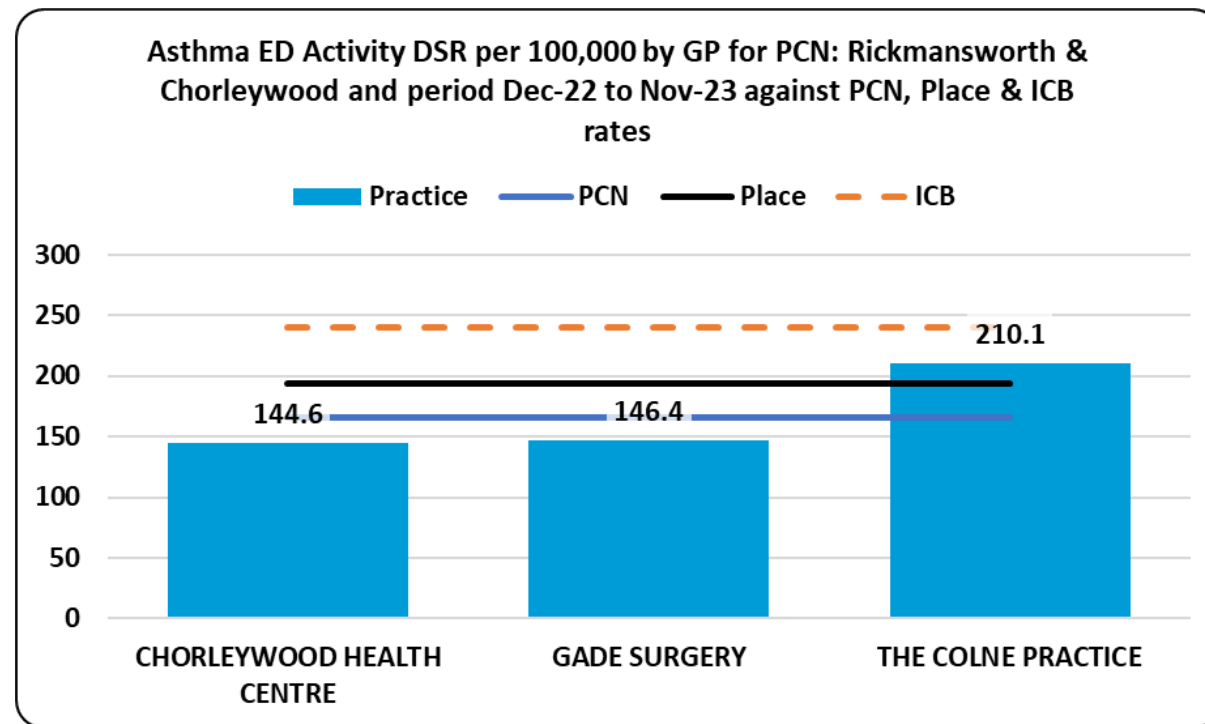 Asthma ED Activity DSR per 100,000 by GP for PCN: Rickmansworth &
Chorleywood and period Dec-22 to Nov-23 against PCN, Place & ICB
rates
Practice PCN Place ICB
300
250
200
150
100
50
0
144.6 146.4 210.1
CHORLEYWOOD HEALTH
CENTRE
GADE SURGERY
THE COLNE PRACTICE